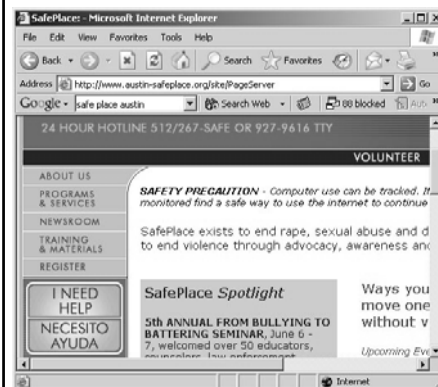 SafePlace: - Microsoft Internet Explorer
File Edit View Favorites Tools Help
Back Search Favorites
Address http://www.austin-safeplace.org/site/PageServer Go
Google safe place austin Search Web 88 blocked
24 HOUR HOTLINE 512/267-SAFE OR 927-9616 TTY
VOLUNTEER
ABOUT US
PROGRAMS
& SERVICES
NEWSROOM
TRAINING
& MATERIALS
REGISTER
I NEED
HELP
NECESITO
AYUDA
SAFETY PRECAUTION - Computer use can be tracked. It
monitored find a safe way to use the internet to continue
SafePlace exists to end rape, sexual abuse and d
to end violence through advocacy, awareness and
SafePlace Spotlight
5th ANNUAL FROM BULLYING TO
BATTERING SEMINAR, June 6 -
7, welcomed over 50 educators,
counselors, law enforcement
Ways you
move one
without v
Upcoming Eve
Internet